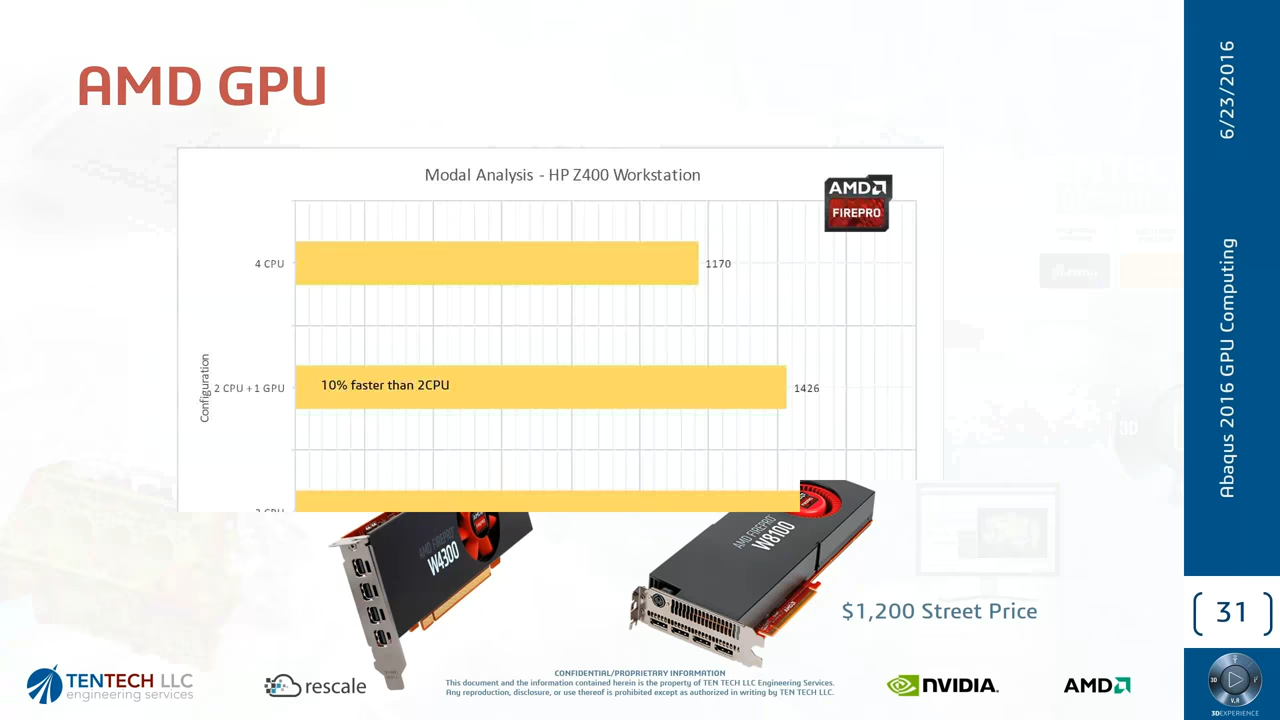 AMD GPU
Modal Analysis - HP Z400 Workstation
AMD
FIREPRO
4 CPU
1170
Configuration
2 CPU + 1 GPU
10% faster than 2CPU
1426
AMD FIREPRO
W4300
AMD FIREPRO
W8100
$1,200 Street Price
6/23/2016
Abaqus 2016 GPU Computing
31
TENTECH LLC
engineering services
rescale
CONFIDENTIAL/PROPRIETARY INFORMATION
This document and the information contained herein is the property of TEN TECH LLC Engineering Services.
Any reproduction, disclosure, or use thereof is prohibited except as authorized in writing by TEN TECH LLC.
NVIDIA.
AMD
3D
V.R
3DEXPERIENCE